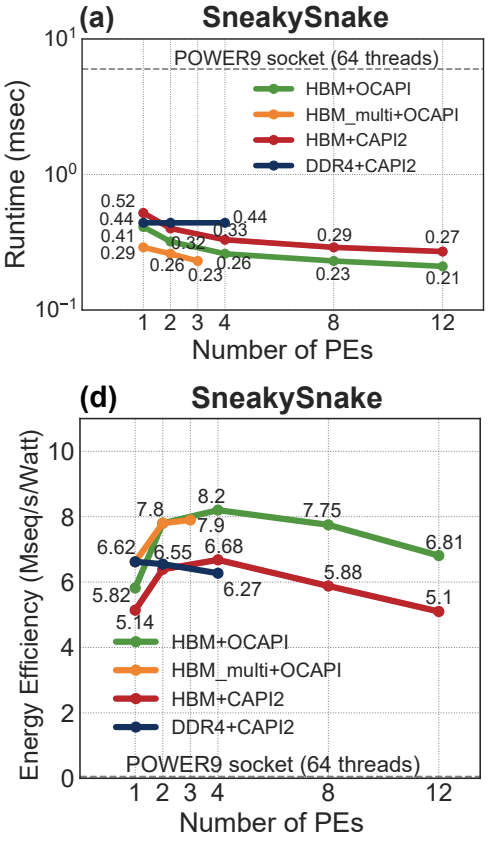 (a) SneakySnake
10¹
POWER9 socket (64 threads)
HBM+OCAPI
HBM_multi+OCAPI
HBM+CAPI2
DDR4+CAPI2
Runtime (msec)
10⁰
0.52
0.44
0.44
0.41
0.33
0.32
0.29
0.29
0.27
0.26
0.26
0.23
0.23
0.21
10⁻¹
1 2 3 4 8 12
Number of PEs
(d) SneakySnake
Energy Efficiency (Mseq/s/Watt)
10
8
6
4
2
0
7.8
8.2
7.9
7.75
6.81
6.62
6.55
6.68
6.27
5.88
5.82
5.14
5.1
HBM+OCAPI
HBM_multi+OCAPI
HBM+CAPI2
DDR4+CAPI2
POWER9 socket (64 threads)
1 2 3 4 8 12
Number of PEs